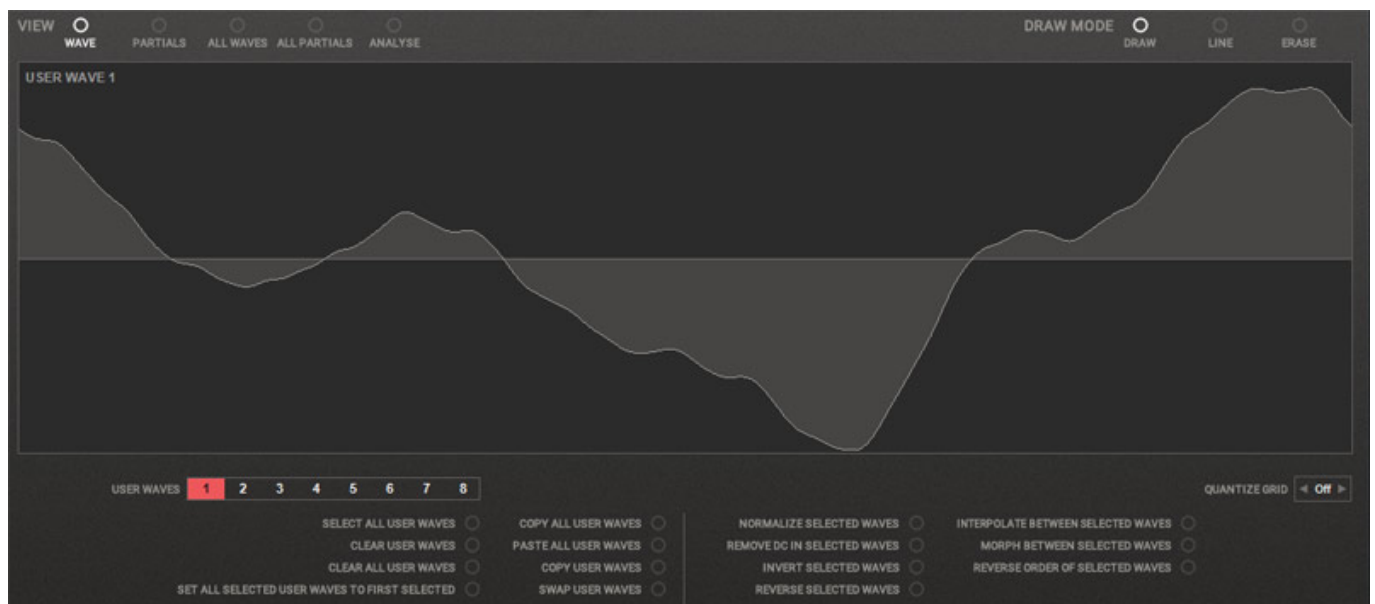 VIEW DRAW MODE
WAVE PARTIALS ALL WAVES ALL PARTIALS ANALYSE DRAW LINE ERASE
USER WAVE 1
USER WAVES 1 2 3 4 5 6 7 8 QUANTIZE GRID ◄ Off ►
SELECT ALL USER WAVES COPY ALL USER WAVES NORMALIZE SELECTED WAVES INTERPOLATE BETWEEN SELECTED WAVES
CLEAR USER WAVES PASTE ALL USER WAVES REMOVE DC IN SELECTED WAVES MORPH BETWEEN SELECTED WAVES
CLEAR ALL USER WAVES COPY USER WAVES INVERT SELECTED WAVES REVERSE ORDER OF SELECTED WAVES
SET ALL SELECTED USER WAVES TO FIRST SELECTED SWAP USER WAVES REVERSE SELECTED WAVES